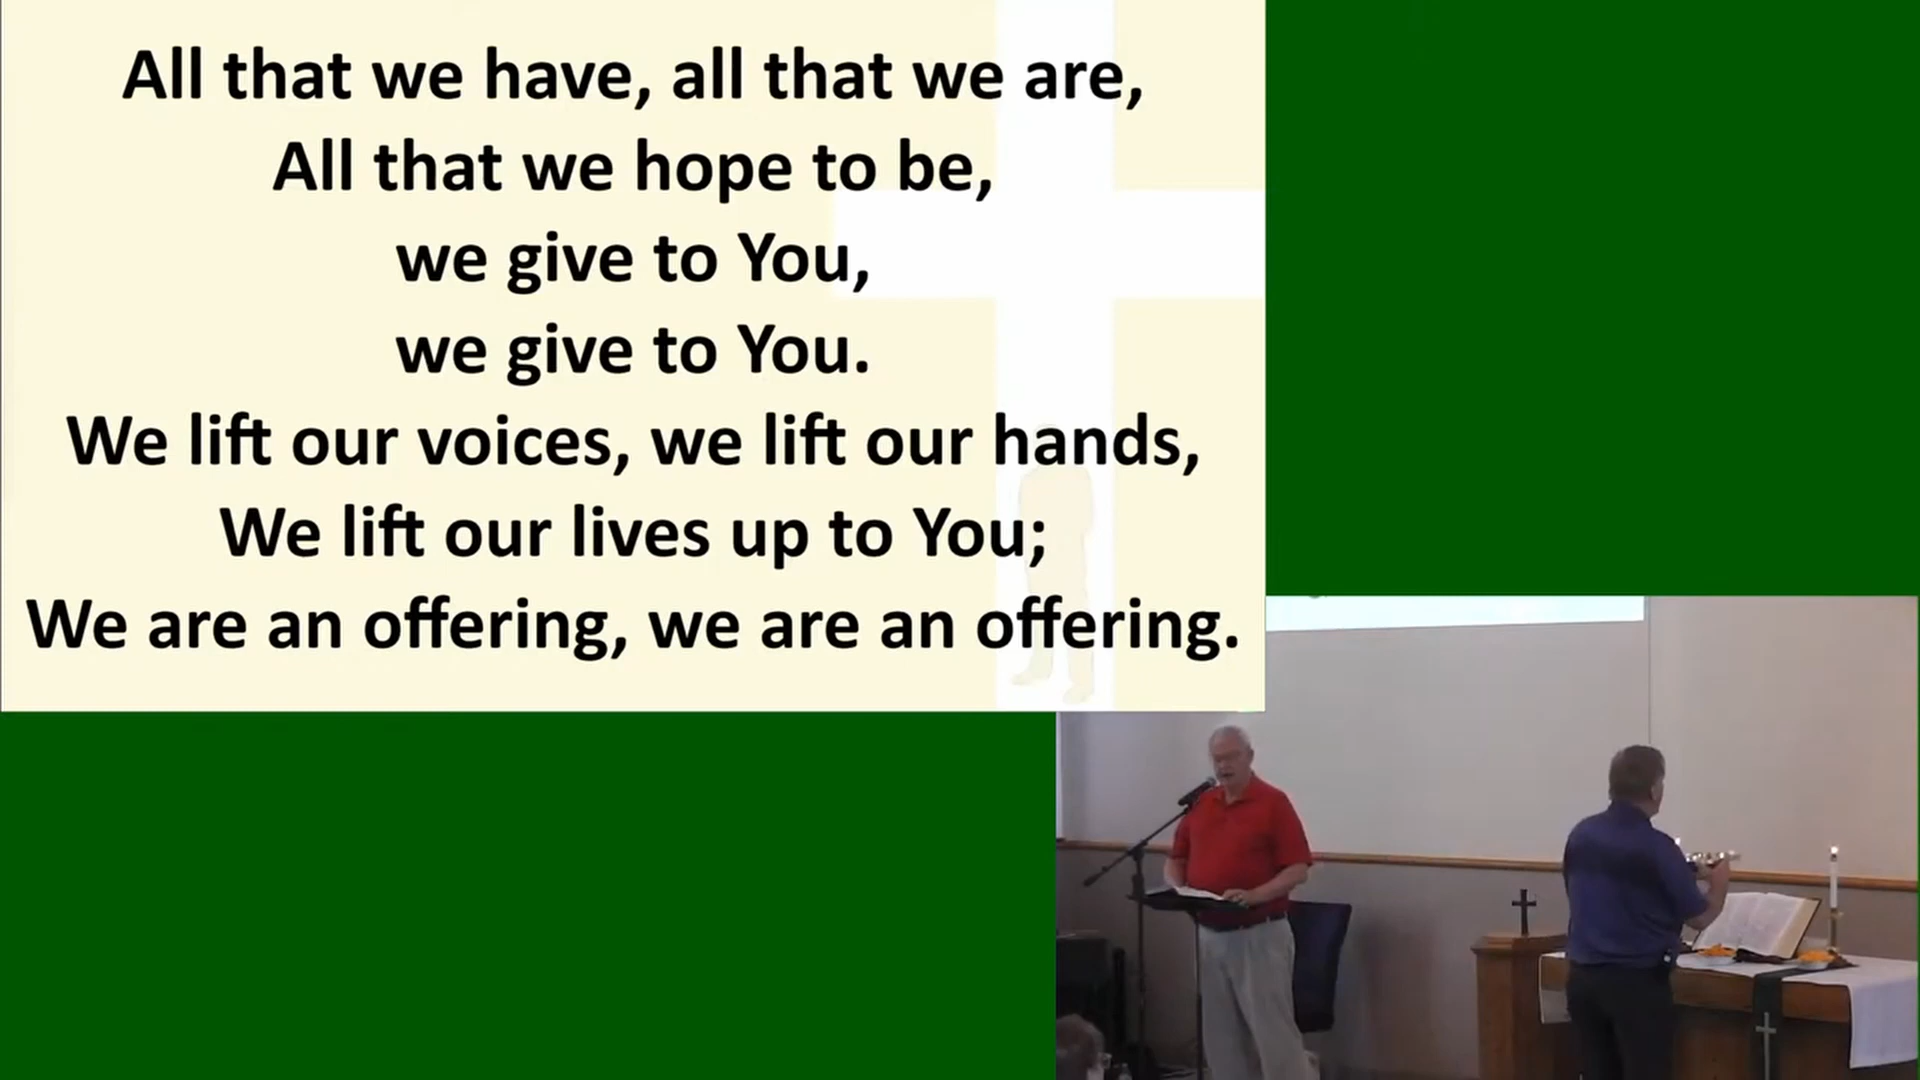 All that we have, all that we are,
All that we hope to be,
we give to You,
we give to You.
We lift our voices, we lift our hands,
We lift our lives up to You;
We are an offering, we are an offering.